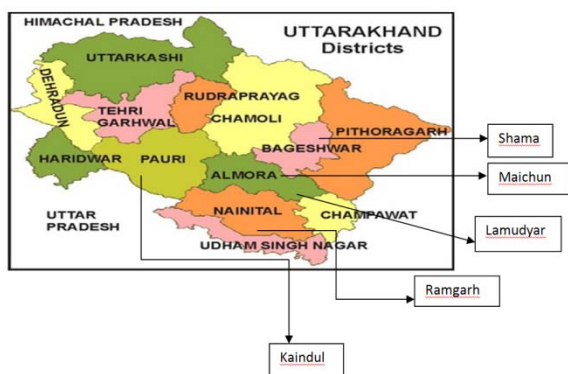 HIMACHAL PRADESH
UTTARAKHAND
Districts
UTTARKASHI
DEHRADUN
TEHRI
GARHWAL
RUDRAPRAYAG
CHAMOLI
PITHORAGARH
BAGESHWAR
HARIDWAR
PAURI
ALMORA
NAINITAL
CHAMPAWAT
UTTAR
PRADESH
UDHAM SINGH NAGAR
Shama
Maichun
Lamudyar
Ramgarh
Kaindul